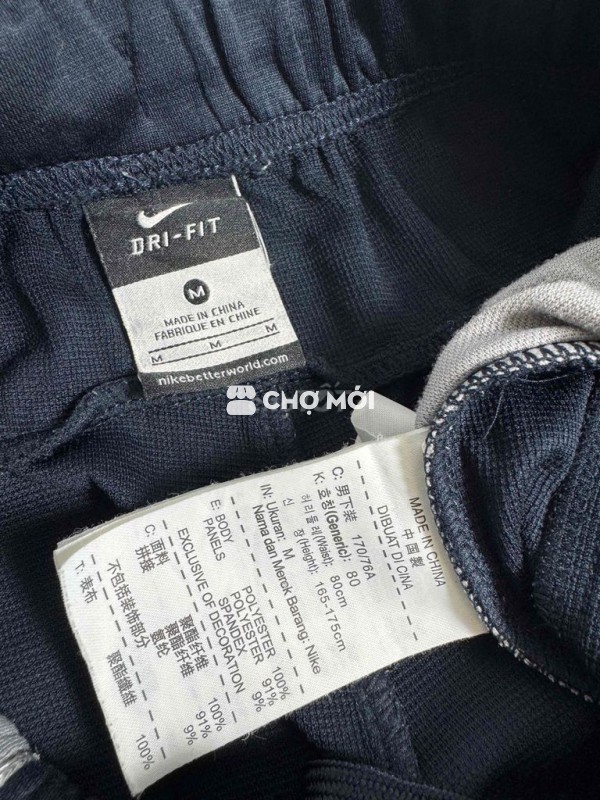 DRI-FIT
M
MADE IN CHINA
FABRIQUE EN CHINE
M M M
nikebetterworld.com
CHỢ MỚI
MADE IN CHINA
中國製
DIBUAT DI CINA
C: 男下装 170/76A
K: 호칭(Generic): 80
허리둘레(Waist): 80cm
신 장(Height): 165-175cm
IN: Ukuran: M
Nama dan Merck Barang: Nike
E: BODY POLYESTER 100%
PANELS POLYESTER 91%
SPANDEX 9%
EXCLUSIVE OF DECORATION
C: 面料 聚酯纤维 100%
拼接 聚酯纤维 91%
氨纶 9%
不包括装饰部分
T: 表布 聚酯纖維 100%